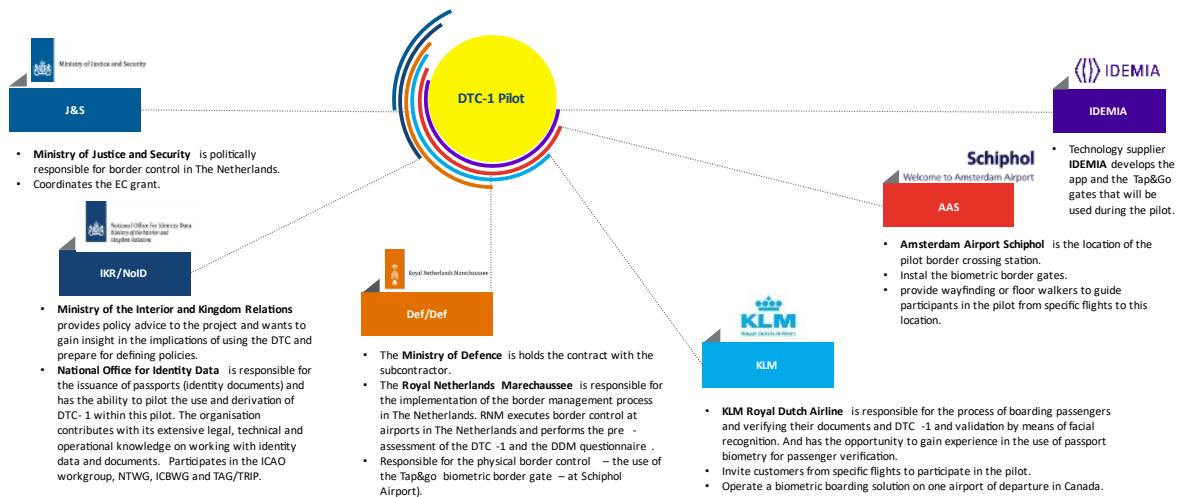 DTC-1 Pilot
Ministry of Justice and Security
J&S
• Ministry of Justice and Security is politically
responsible for border control in The Netherlands.
• Coordinates the EC grant.
National Office for Identity Data
Ministry of the Interior and
Kingdom Relations
IKR/NoID
• Ministry of the Interior and Kingdom Relations
provides policy advice to the project and wants to
gain insight in the implications of using the DTC and
prepare for defining policies.
• National Office for Identity Data is responsible for
the issuance of passports (identity documents) and
has the ability to pilot the use and derivation of
DTC- 1 within this pilot. The organisation
contributes with its extensive legal, technical and
operational knowledge on working with identity
data and documents. Participates in the ICAO
workgroup, NTWG, ICBWG and TAG/TRIP.
Royal Netherlands Marechaussee
Def/Def
• The Ministry of Defence is holds the contract with the
subcontractor.
• The Royal Netherlands Marechaussee is responsible for
the implementation of the border management process
in The Netherlands. RNM executes border control at
airports in The Netherlands and performs the pre -
assessment of the DTC -1 and the DDM questionnaire .
• Responsible for the physical border control – the use of
the Tap&go biometric border gate – at Schiphol
Airport).
KLM
Royal Dutch Airlines
KLM
• KLM Royal Dutch Airline is responsible for the process of boarding passengers
and verifying their documents and DTC -1 and validation by means of facial
recognition. And has the opportunity to gain experience in the use of passport
biometry for passenger verification.
• Invite customers from specific flights to participate in the pilot.
• Operate a biometric boarding solution on one airport of departure in Canada.
Schiphol
Welcome to Amsterdam Airport
AAS
• Amsterdam Airport Schiphol is the location of the
pilot border crossing station.
• Instal the biometric border gates.
• provide wayfinding or floor walkers to guide
participants in the pilot from specific flights to this
location.
IDEMIA
IDEMIA
• Technology supplier
IDEMIA develops the
app and the Tap&Go
gates that will be
used during the pilot.